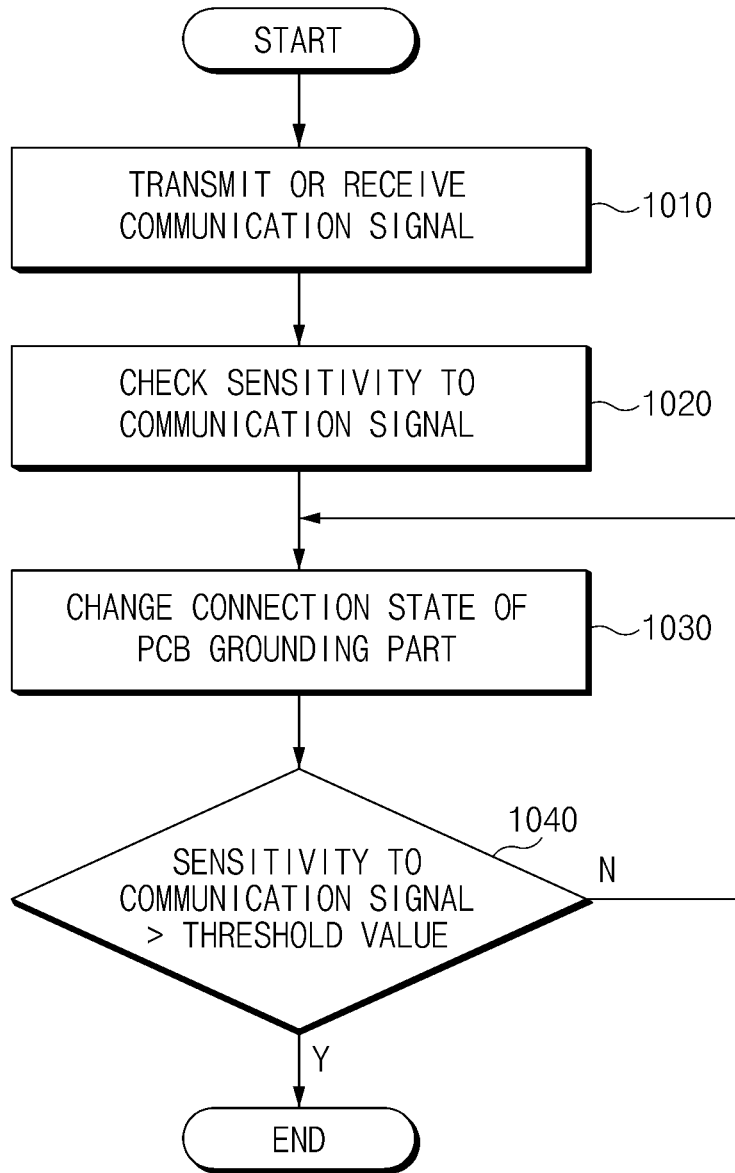 START
TRANSMIT OR RECEIVE
COMMUNICATION SIGNAL
1010
CHECK SENSITIVITY TO
COMMUNICATION SIGNAL
1020
CHANGE CONNECTION STATE OF
PCB GROUNDING PART
1030
1040
SENSITIVITY TO
COMMUNICATION SIGNAL
> THRESHOLD VALUE
N
Y
END